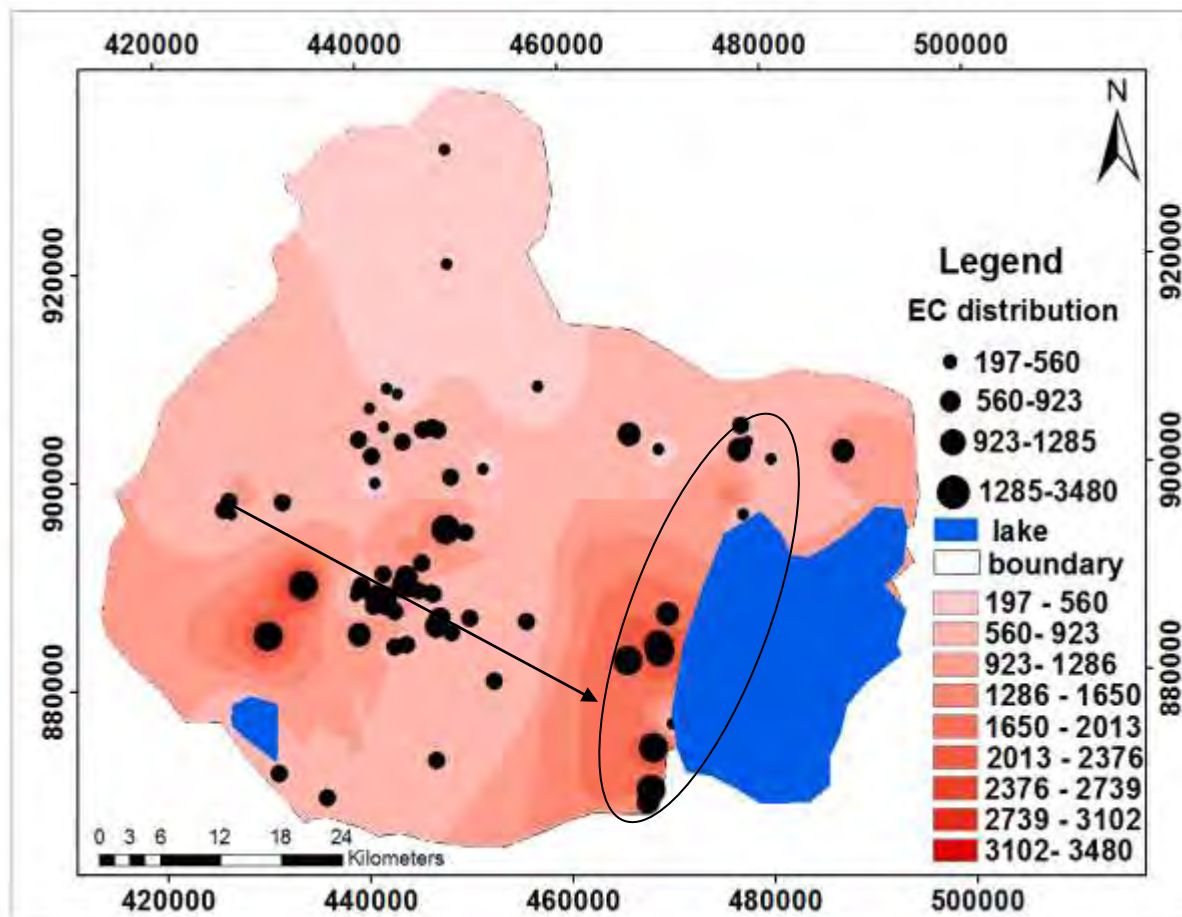 420000 440000 460000 480000 500000
N
920000
900000
880000
920000
900000
880000
Legend
EC distribution
197-560
560-923
923-1285
1285-3480
lake
boundary
197 - 560
560- 923
923- 1286
1286 - 1650
1650 - 2013
2013 - 2376
2376 - 2739
2739 - 3102
3102- 3480
0 3 6 12 18 24
Kilometers
420000 440000 460000 480000 500000